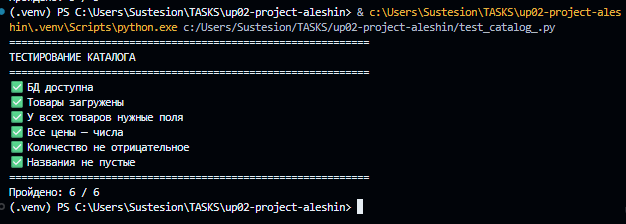 Пройдено: 6 / 6
(.venv) PS C:\Users\Sustesion\TASKS\up02-project-aleshin> & c:\Users\Sustesion\TASKS\up02-project-ales
hin\.venv\Scripts\python.exe c:/Users/Sustesion/TASKS/up02-project-aleshin/test_catalog_.py
============================================================
ТЕСТИРОВАНИЕ КАТАЛОГА
============================================================
✅ БД доступна
✅ Товары загружены
✅ У всех товаров нужные поля
✅ Все цены — числа
✅ Количество не отрицательное
✅ Названия не пустые
============================================================
Пройдено: 6 / 6
(.venv) PS C:\Users\Sustesion\TASKS\up02-project-aleshin>